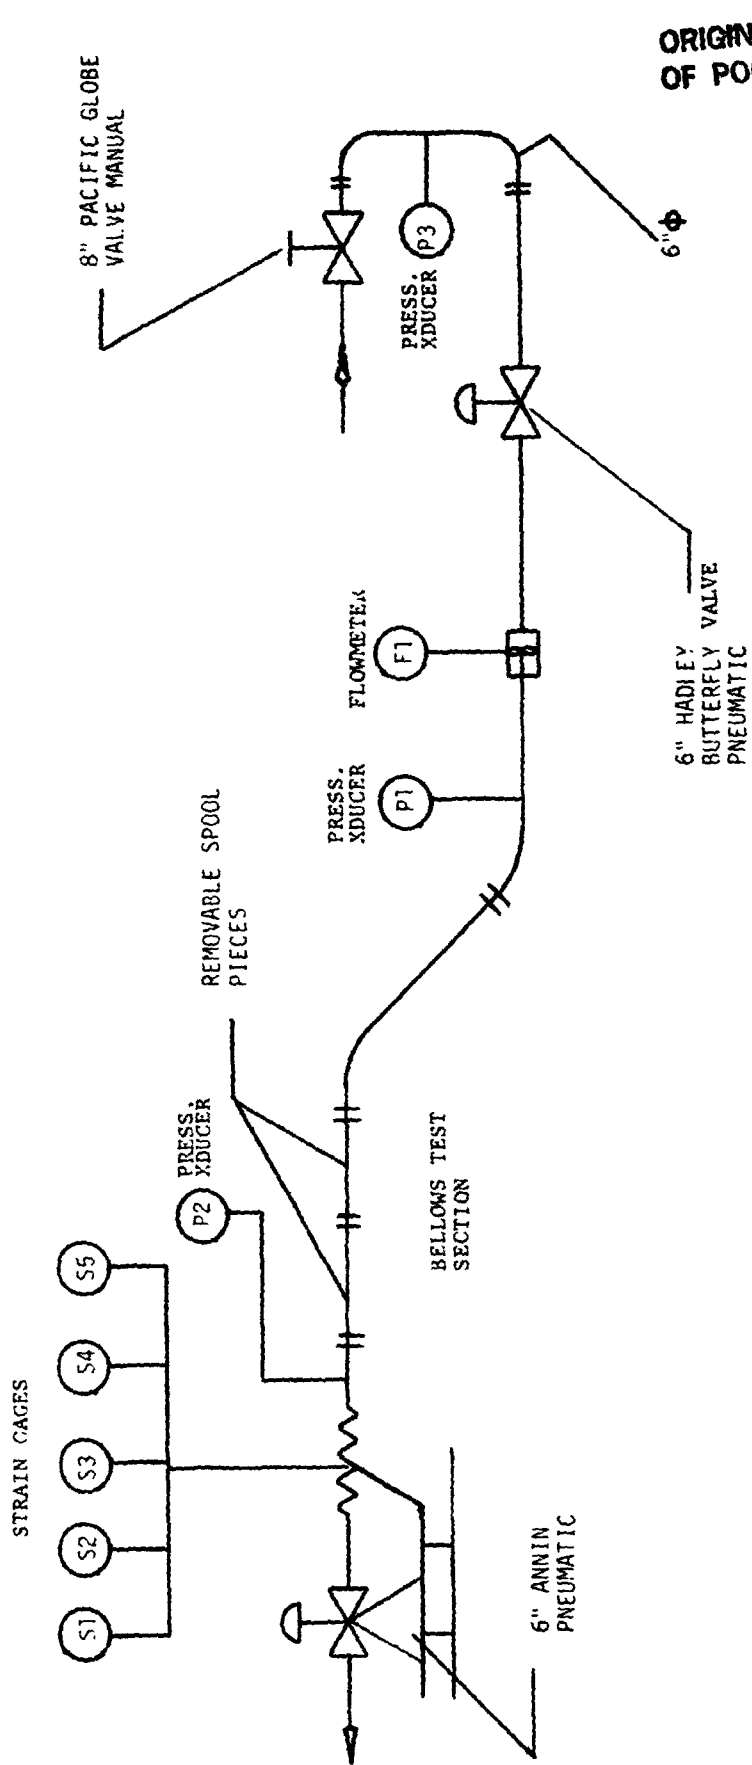 ORIGIN
OF PO
8" PACIFIC GLOBE
VALVE MANUAL
P3
PRESS.
XDUCER
6"Φ
6" HADLEY
BUTTERFLY VALVE
PNEUMATIC
FLOWMETER
F1
PRESS.
XDUCER
P1
REMOVABLE SPOOL
PIECES
PRESS.
XDUCER
P2
BELLOWS TEST
SECTION
STRAIN GAGES
S1
S2
S3
S4
S5
6" ANNIN
PNEUMATIC